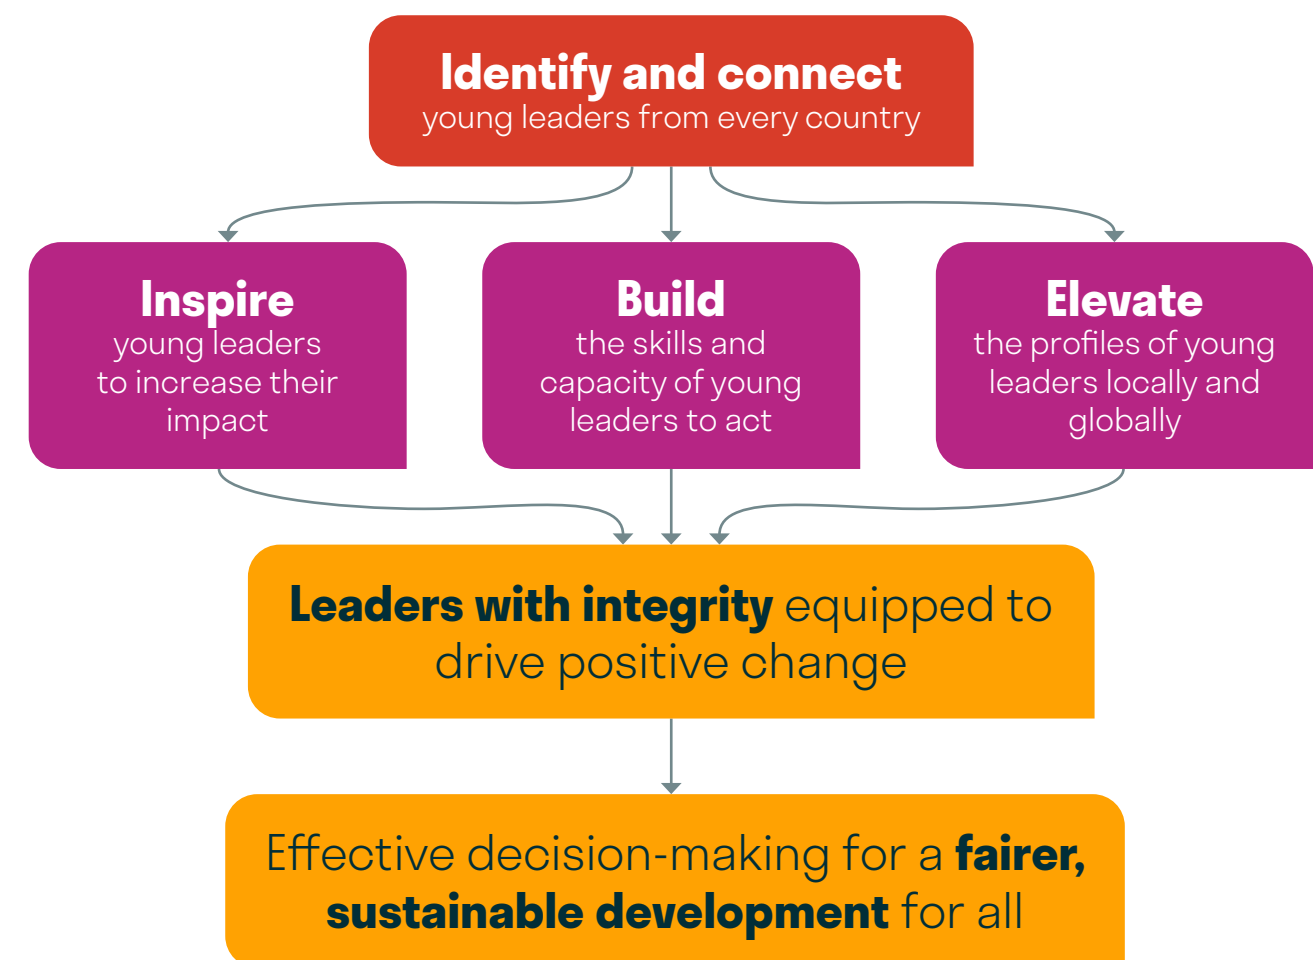 Identify and connect
young leaders from every country
Inspire
young leaders
to increase their
impact
Build
the skills and
capacity of young
leaders to act
Elevate
the profiles of young
leaders locally and
globally
Leaders with integrity equipped to
drive positive change
Effective decision-making for a fairer,
sustainable development for all